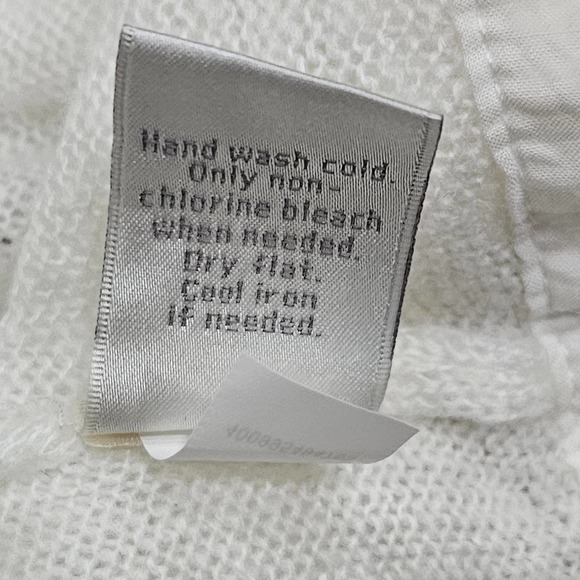 Hand wash cold.
Only non-
chlorine bleach
when needed.
Dry flat.
Cool iron
if needed.